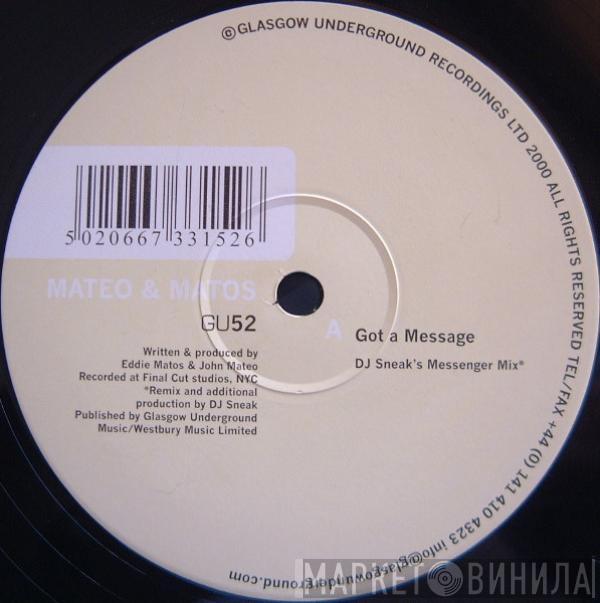 ©GLASGOW UNDERGROUND RECORDINGS LTD 2000 ALL RIGHTS RESERVED TEL/FAX +44 (0) 141 410 4323 info@glasgowunderground.com
5 020667 331526
MATEO & MATOS
GU52
Written & produced by
Eddie Matos & John Mateo
Recorded at Final Cut studios, NYC
*Remix and additional
production by DJ Sneak
Published by Glasgow Underground
Music/Westbury Music Limited
A
Got a Message
DJ Sneak's Messenger Mix*
МАРКЕТ ВИНИЛА